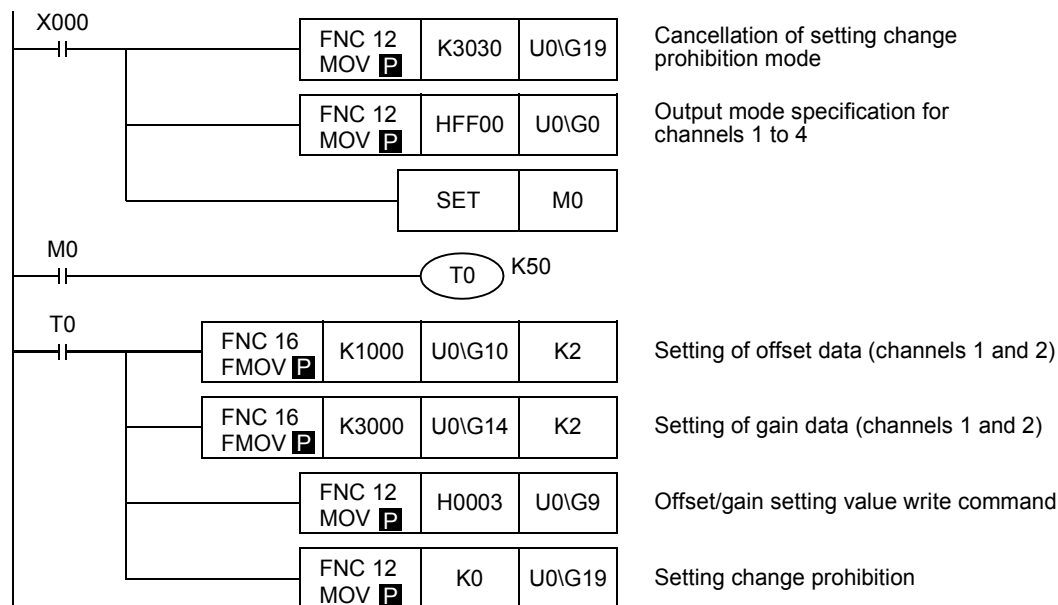 X000
FNC 12
MOV P
K3030
U0\G19
Cancellation of setting change
prohibition mode
FNC 12
MOV P
HFF00
U0\G0
Output mode specification for
channels 1 to 4
SET
M0
M0
T0
K50
T0
FNC 16
FMOV P
K1000
U0\G10
K2
Setting of offset data (channels 1 and 2)
FNC 16
FMOV P
K3000
U0\G14
K2
Setting of gain data (channels 1 and 2)
FNC 12
MOV P
H0003
U0\G9
Offset/gain setting value write command
FNC 12
MOV P
K0
U0\G19
Setting change prohibition